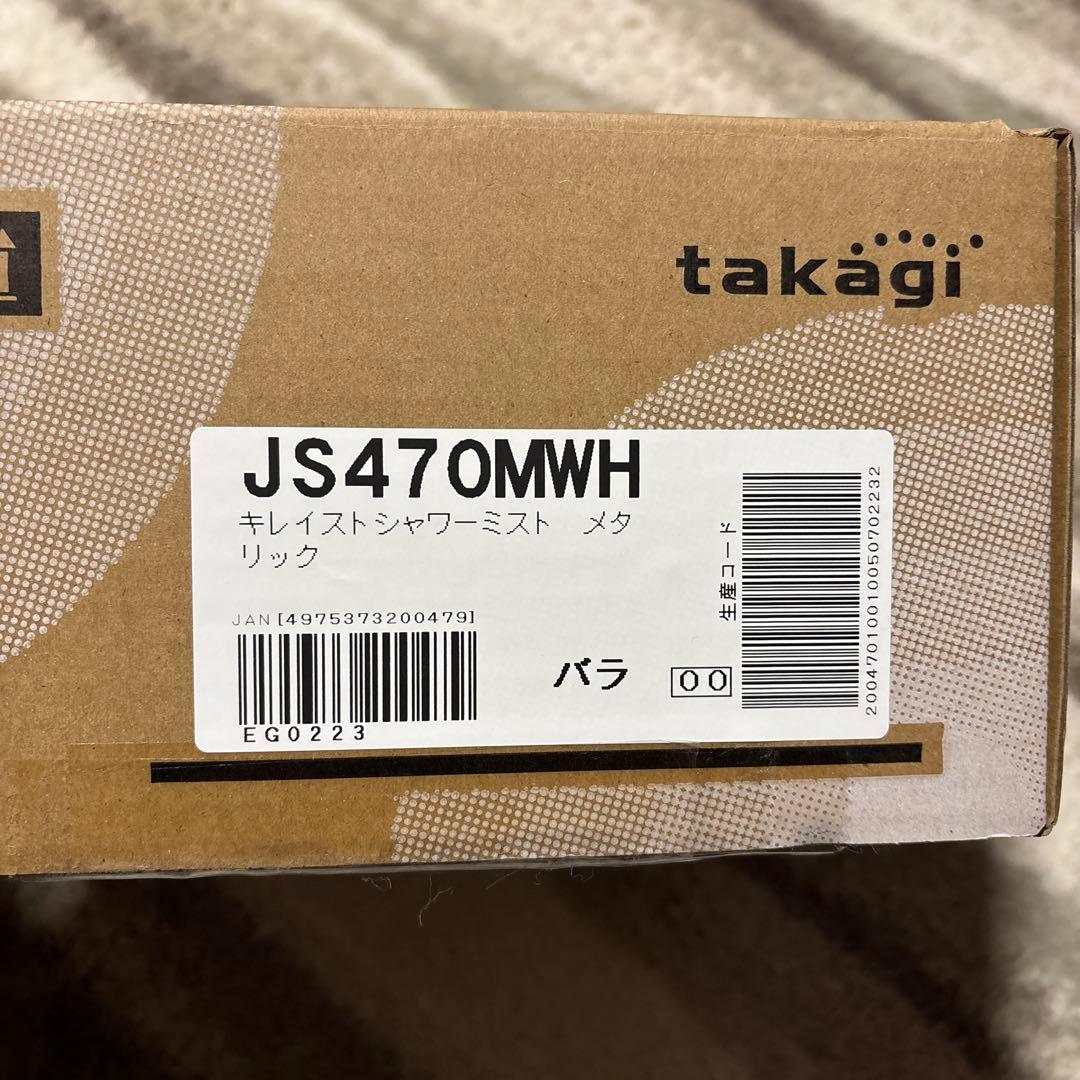 takagi
JS470MWH
キレイストシャワーミスト　メタ
リック
JAN [4975373200479]
EG0223
バラ
00
生産コード
20047010010050702232